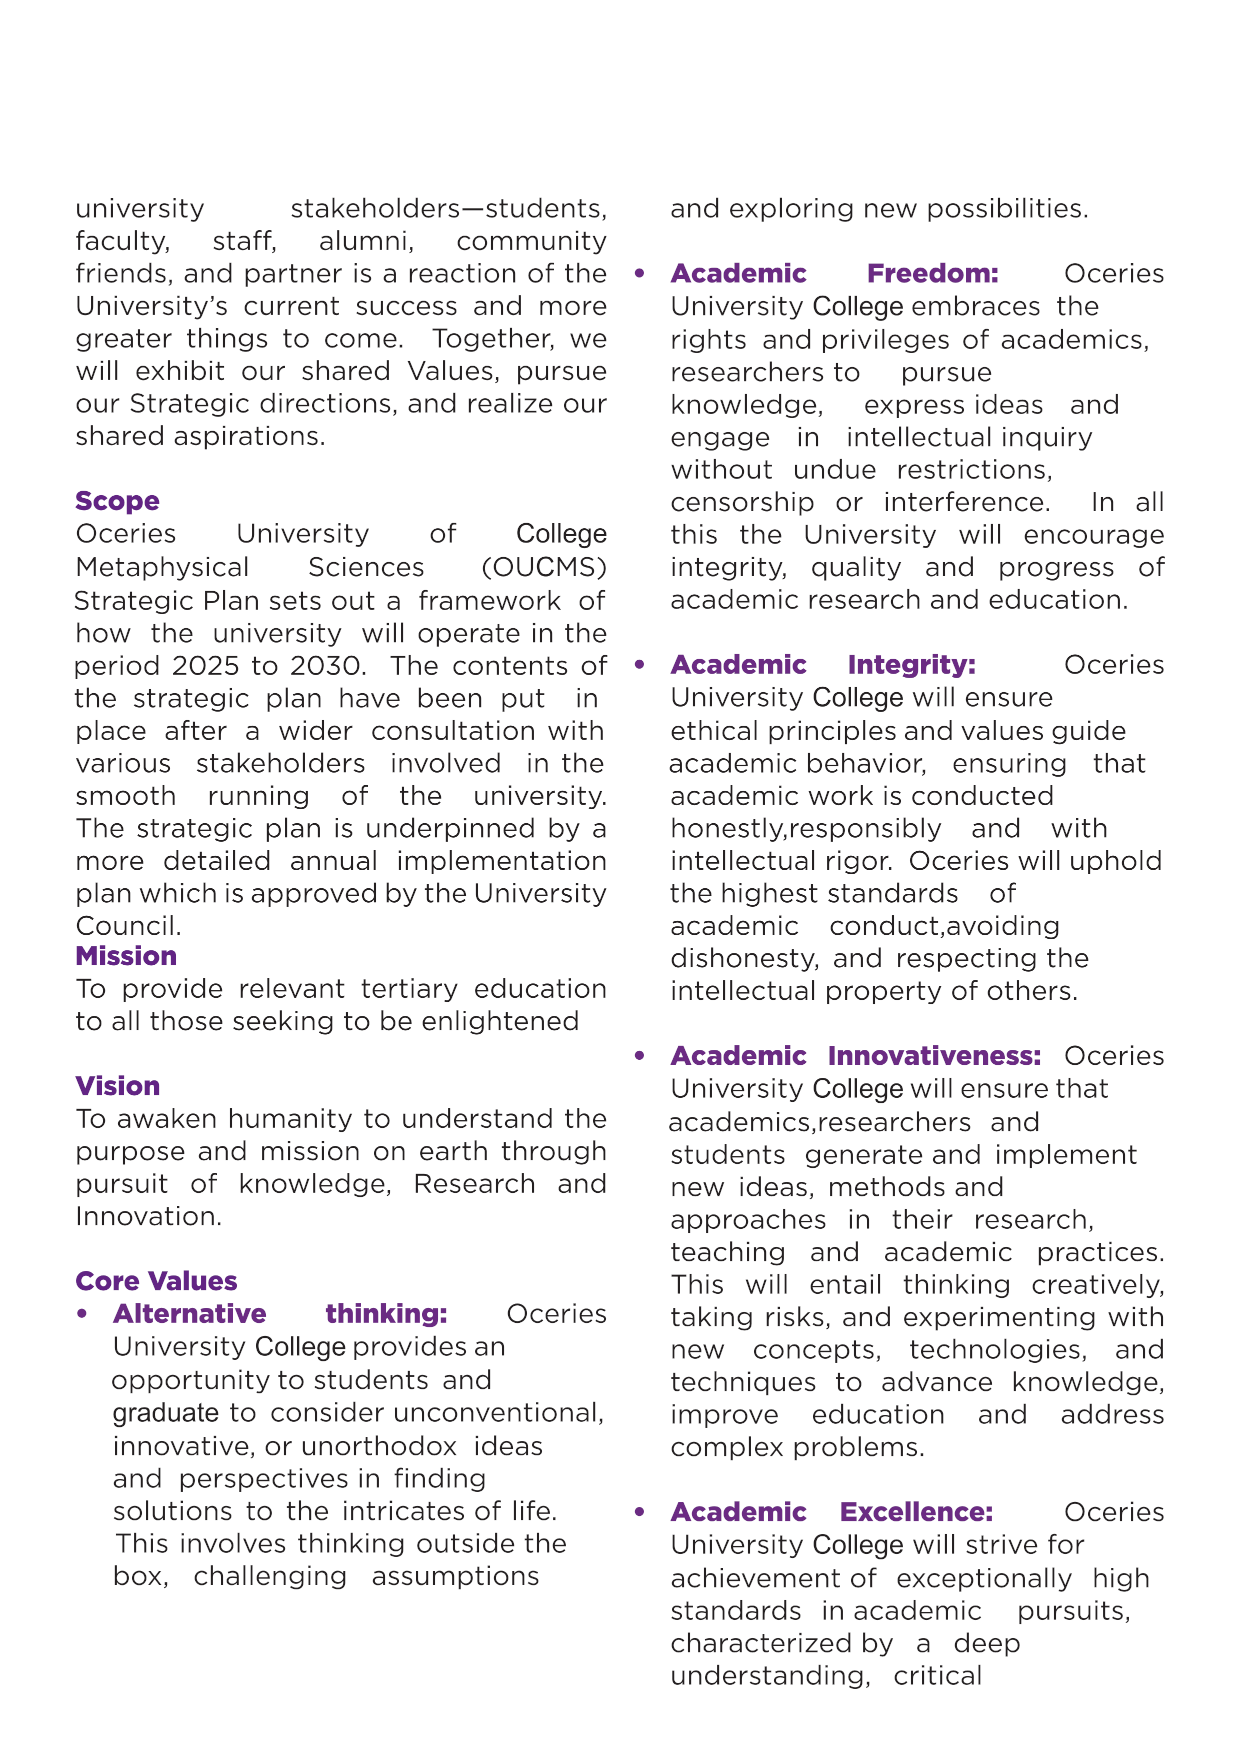 university stakeholders—students,
faculty, staff, alumni, community
friends, and partner is a reaction of the
University’s current success and more
greater things to come. Together, we
will exhibit our shared Values, pursue
our Strategic directions, and realize our
shared aspirations.
Scope
Oceries University of College
Metaphysical Sciences (OUCMS)
Strategic Plan sets out a framework of
how the university will operate in the
period 2025 to 2030. The contents of
the strategic plan have been put in
place after a wider consultation with
various stakeholders involved in the
smooth running of the university.
The strategic plan is underpinned by a
more detailed annual implementation
plan which is approved by the University
Council.
Mission
To provide relevant tertiary education
to all those seeking to be enlightened
Vision
To awaken humanity to understand the
purpose and mission on earth through
pursuit of knowledge, Research and
Innovation.
Core Values
• Alternative thinking: Oceries
University College provides an
opportunity to students and
graduate to consider unconventional,
innovative, or unorthodox ideas
and perspectives in finding
solutions to the intricates of life.
This involves thinking outside the
box, challenging assumptions
and exploring new possibilities.
• Academic Freedom: Oceries
University College embraces the
rights and privileges of academics,
researchers to pursue
knowledge, express ideas and
engage in intellectual inquiry
without undue restrictions,
censorship or interference. In all
this the University will encourage
integrity, quality and progress of
academic research and education.
• Academic Integrity: Oceries
University College will ensure
ethical principles and values guide
academic behavior, ensuring that
academic work is conducted
honestly,responsibly and with
intellectual rigor. Oceries will uphold
the highest standards of
academic conduct,avoiding
dishonesty, and respecting the
intellectual property of others.
• Academic Innovativeness: Oceries
University College will ensure that
academics,researchers and
students generate and implement
new ideas, methods and
approaches in their research,
teaching and academic practices.
This will entail thinking creatively,
taking risks, and experimenting with
new concepts, technologies, and
techniques to advance knowledge,
improve education and address
complex problems.
• Academic Excellence: Oceries
University College will strive for
achievement of exceptionally high
standards in academic pursuits,
characterized by a deep
understanding, critical